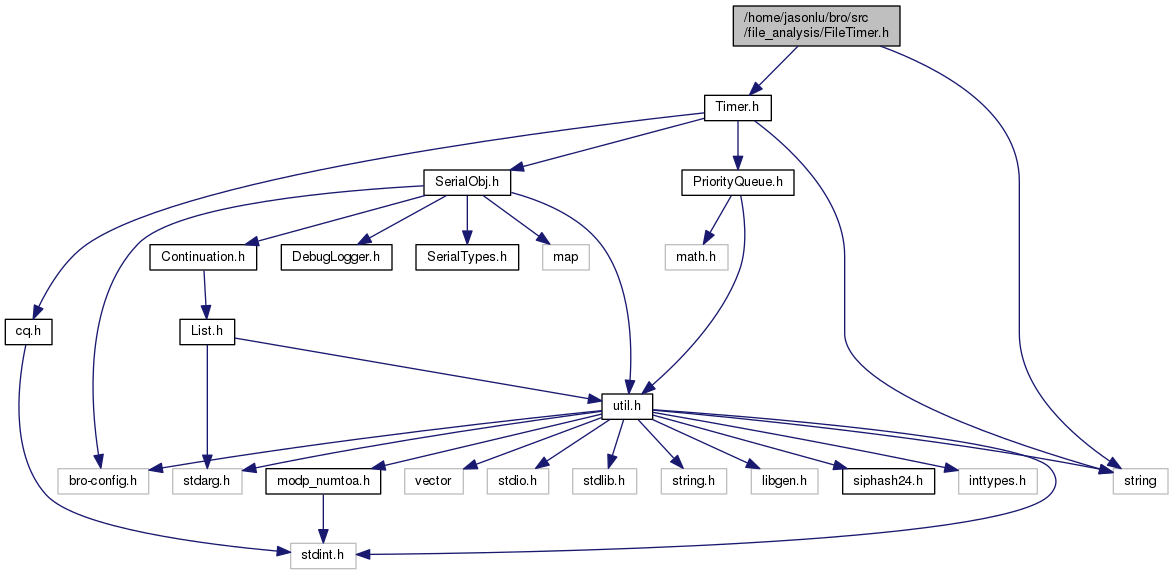 /home/jasonlu/bro/src
/file_analysis/FileTimer.h
Timer.h
SerialObj.h
PriorityQueue.h
Continuation.h
DebugLogger.h
SerialTypes.h
map
math.h
cq.h
List.h
util.h
bro-config.h
stdarg.h
modp_numtoa.h
vector
stdio.h
stdlib.h
string.h
libgen.h
siphash24.h
inttypes.h
string
stdint.h